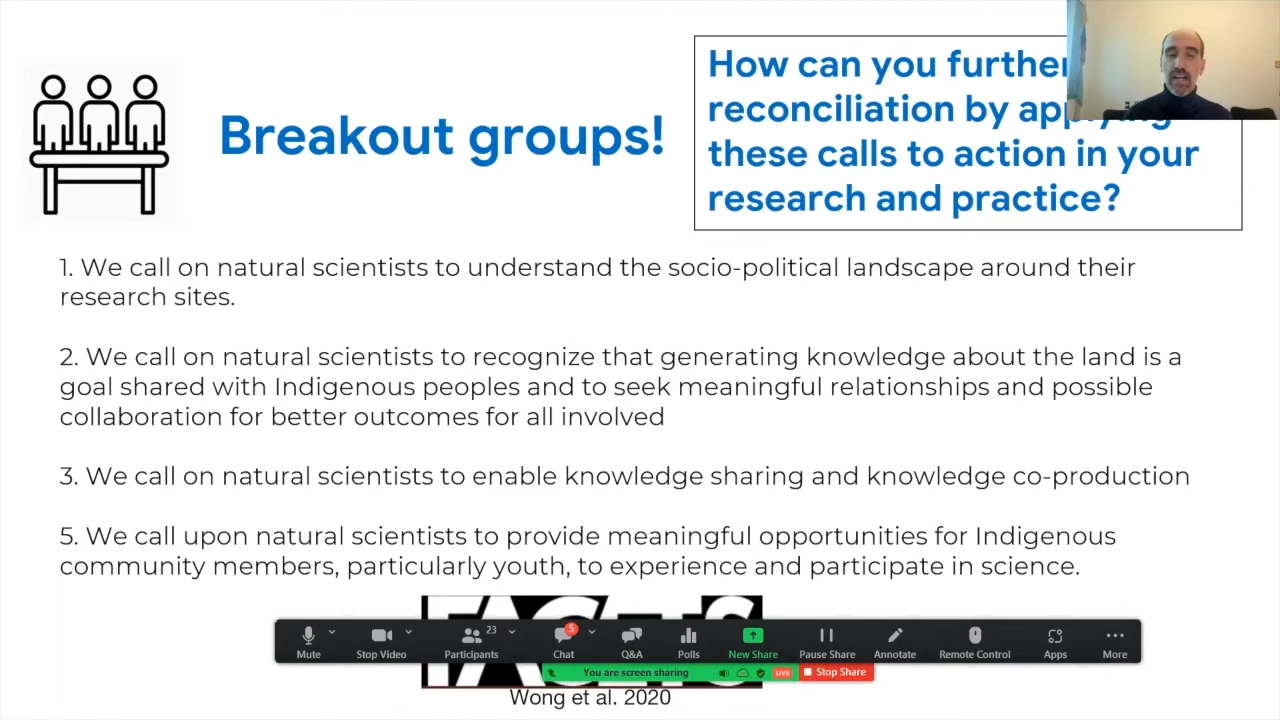 Breakout groups!
How can you further
reconciliation by applying
these calls to action in your
research and practice?
1. We call on natural scientists to understand the socio-political landscape around their
research sites.
2. We call on natural scientists to recognize that generating knowledge about the land is a
goal shared with Indigenous peoples and to seek meaningful relationships and possible
collaboration for better outcomes for all involved
3. We call on natural scientists to enable knowledge sharing and knowledge co-production
5. We call upon natural scientists to provide meaningful opportunities for Indigenous
community members, particularly youth, to experience and participate in science.
23
5
Mute
Stop Video
Participants
Chat
Q&A
Polls
New Share
Pause Share
Annotate
Remote Control
Apps
More
You are screen sharing
LIVE
Stop Share
Wong et al. 2020